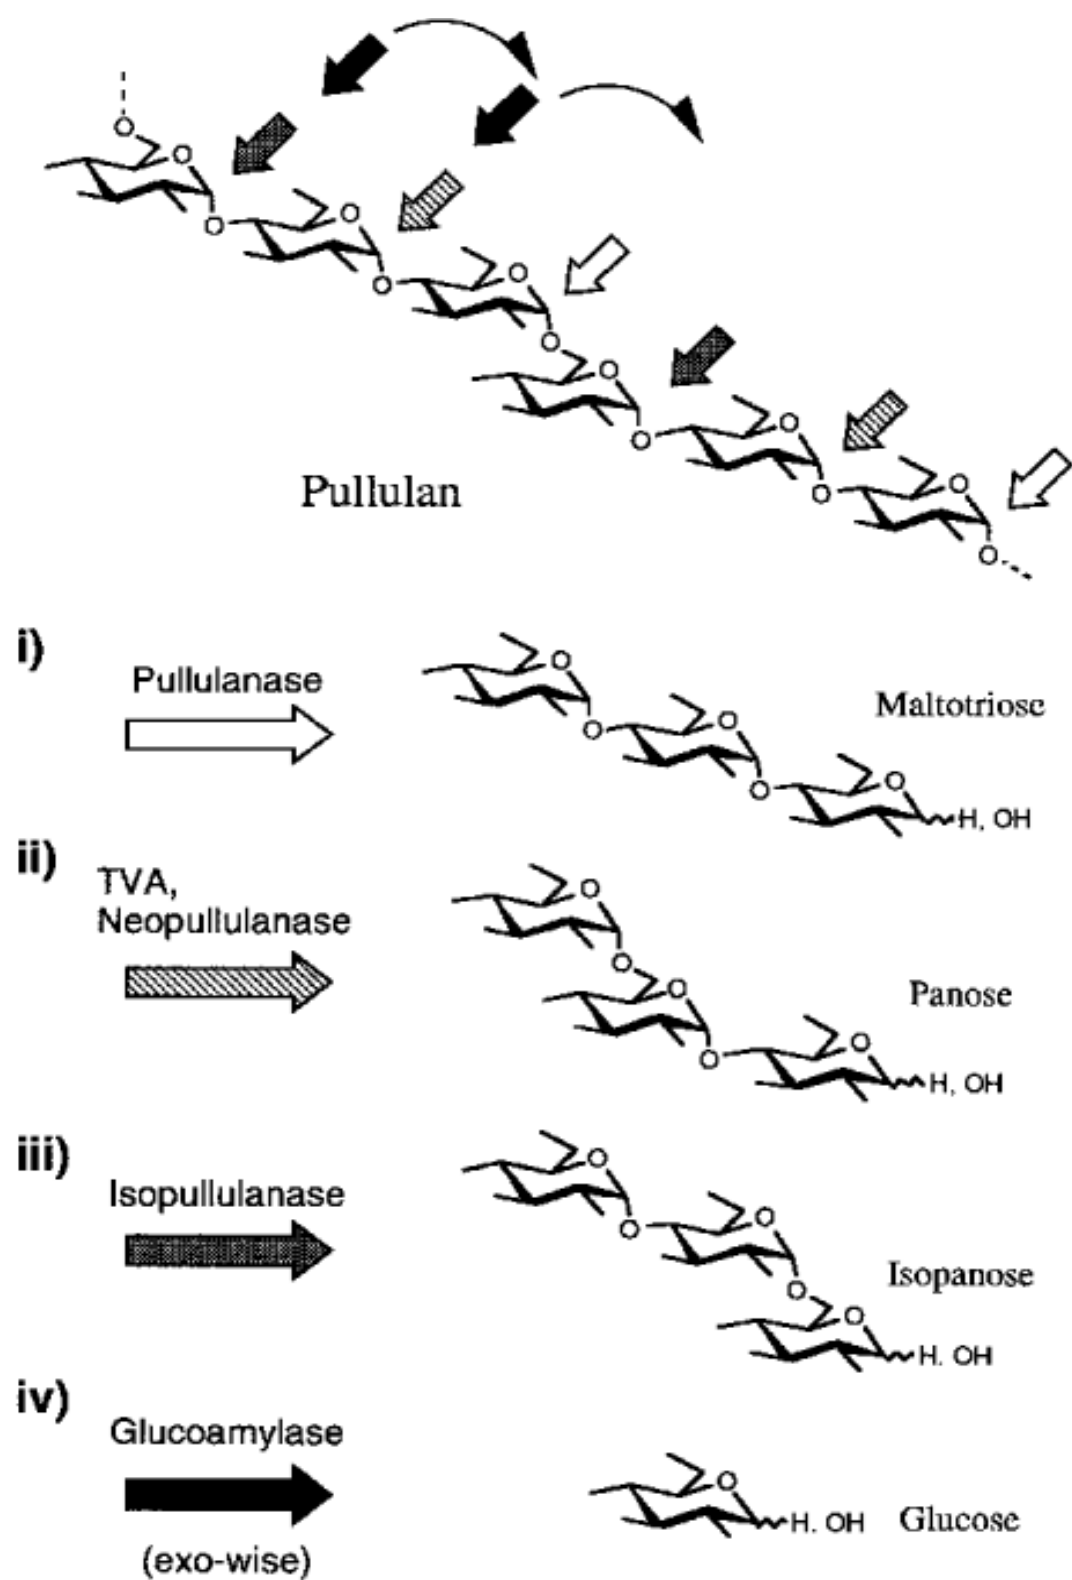 O
O
O
O
O
O
O
O
O
O
O
O
O
Pullulan
i)
Pullulanase
O
O
O
O
O
H, OH
Maltotriose
ii)
TVA,
Neopullulanase
O
O
O
O
O
H, OH
Panose
iii)
Isopullulanase
O
O
O
O
O
H. OH
Isopanose
iv)
Glucoamylase
(exo-wise)
O
H. OH
Glucose